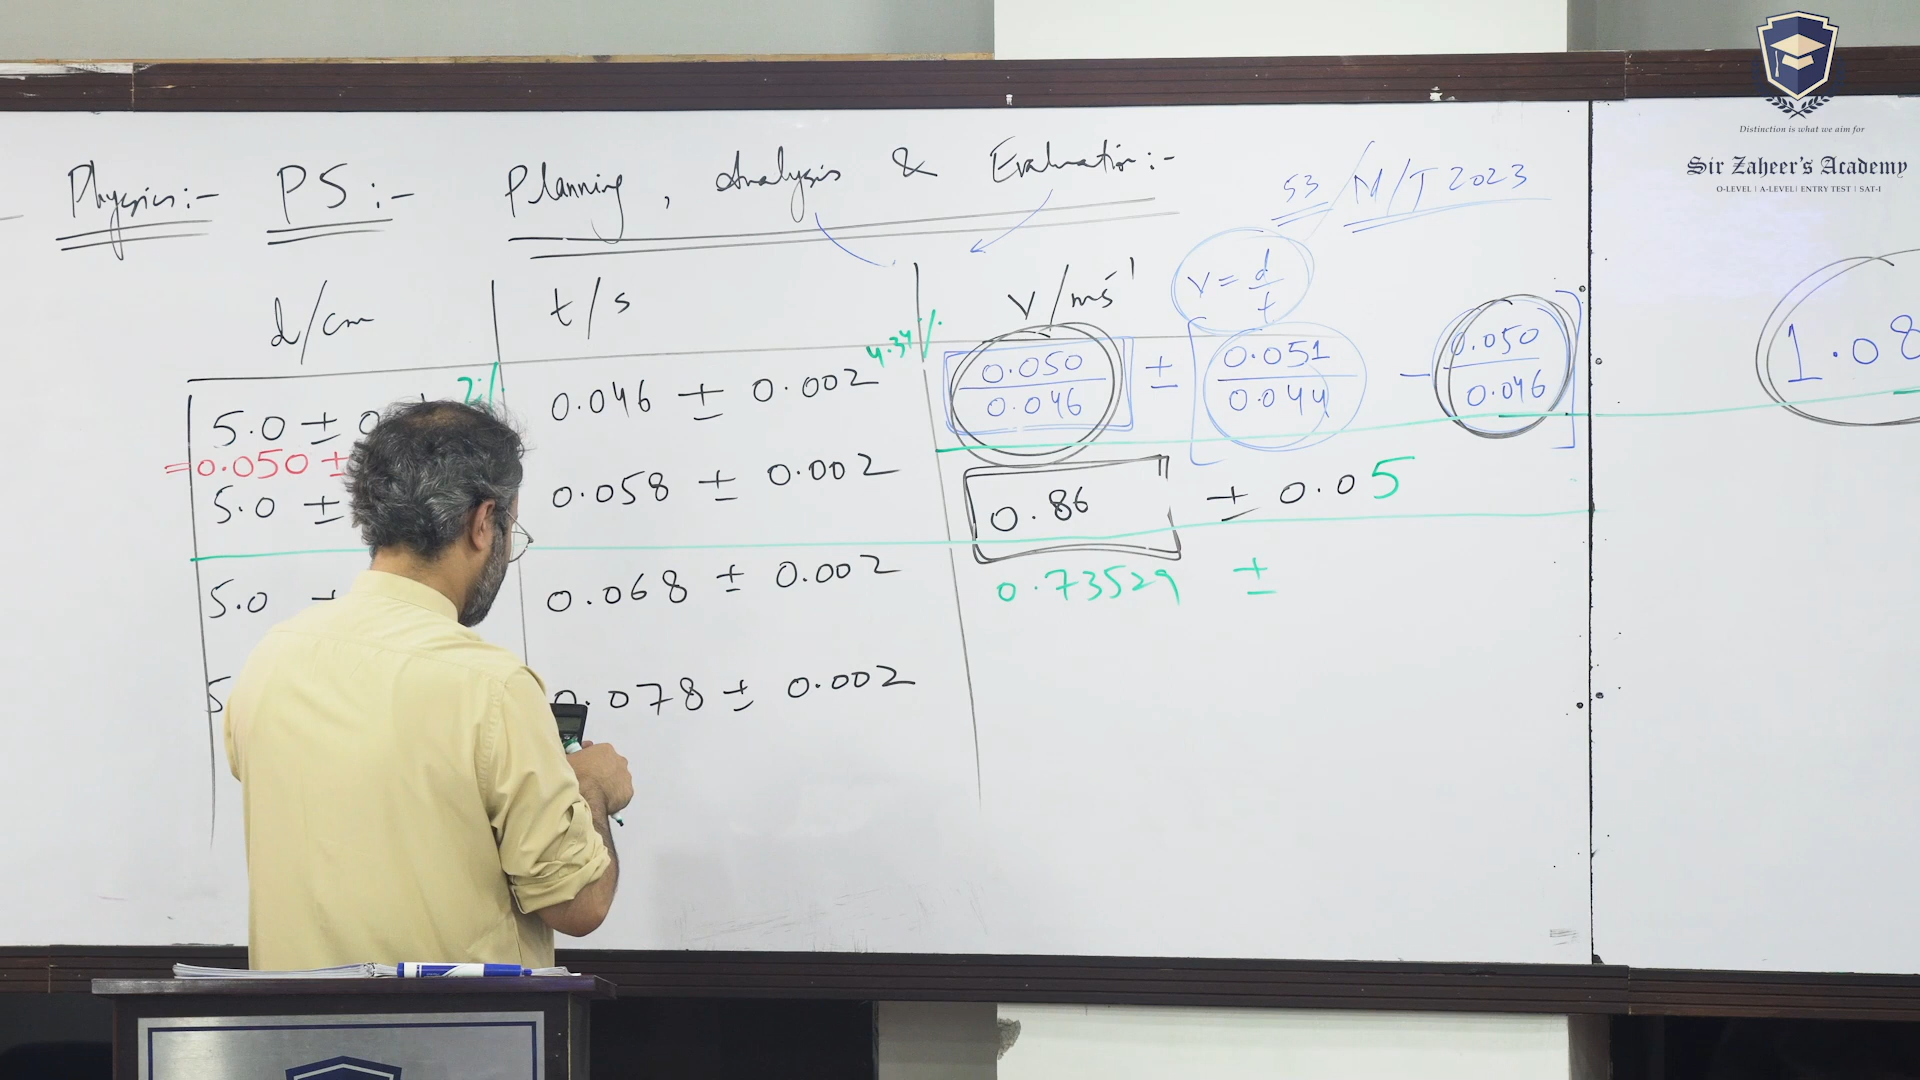 Physics:- P5:- Planning, Analysis & Evaluation:-
53 M/J 2023
d/cm t/s V/ms⁻¹ V = d/t
5.0 ± 0 2% 0.046 ± 0.002 4.34% 0.050/0.046 ± [0.051/0.044 - 0.050/0.046]
1.08
= 0.050 ±
5.0 ± 0.058 ± 0.002 0.86 ± 0.05
5.0 ± 0.068 ± 0.002 0.73529 ±
5 0.078 ± 0.002
Distinction is what we aim for
Sir Zaheer's Academy
O-LEVEL | A-LEVEL | ENTRY TEST | SAT-I